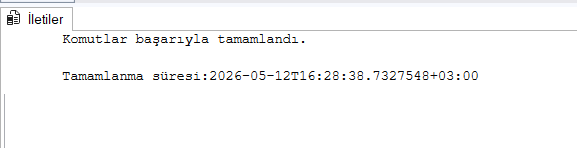 İletiler
Komutlar başarıyla tamamlandı.
Tamamlanma süresi:2026-05-12T16:28:38.7327548+03:00